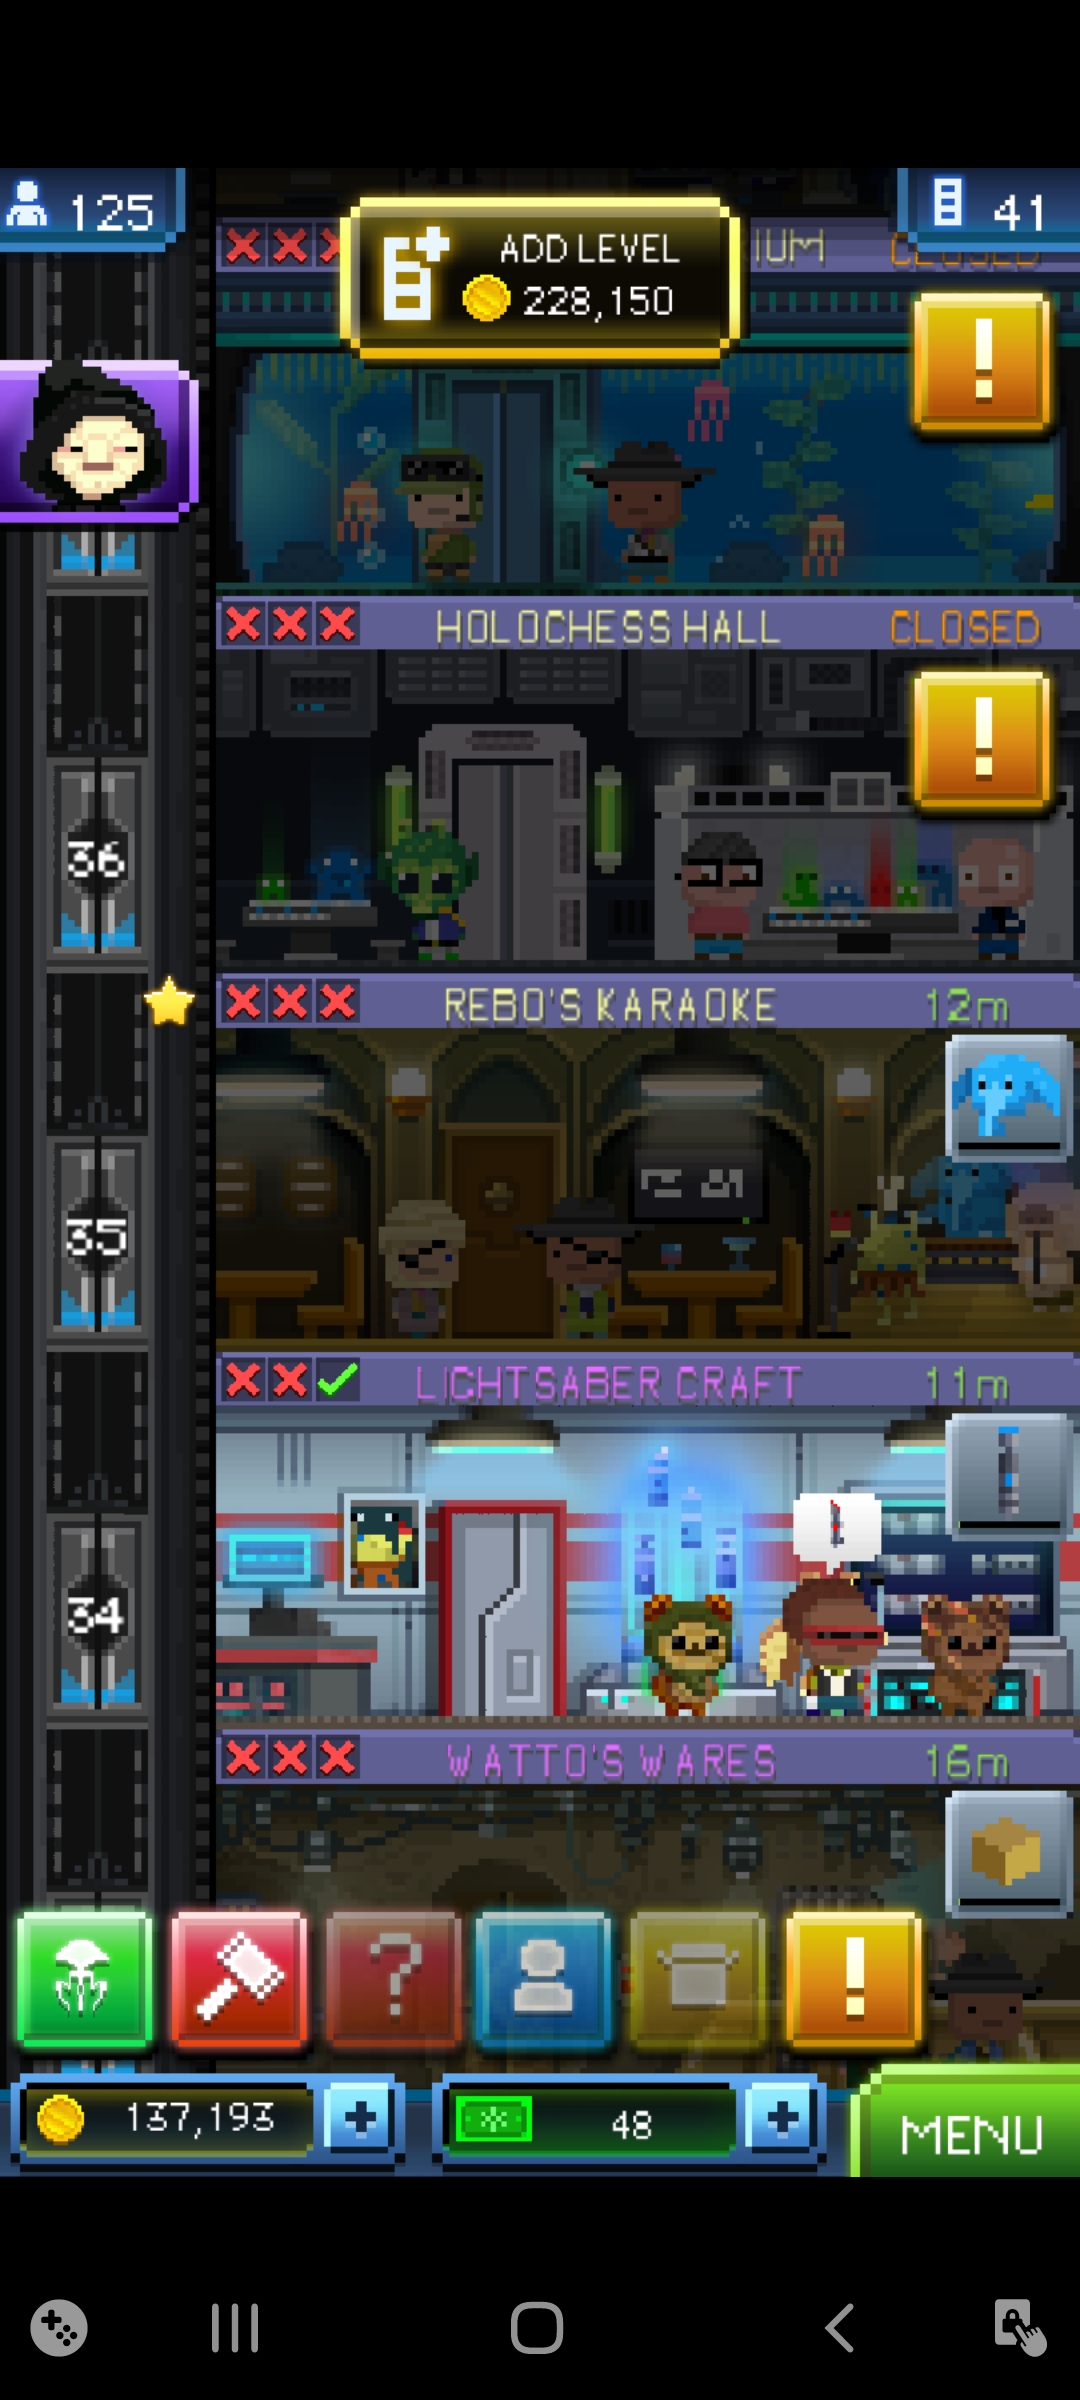 125
41
ADD LEVEL
228,150
IUM
CLOSED
HOLOCHESS HALL
CLOSED
36
REBO'S KARAOKE
12m
35
LIGHTSABER CRAFT
11m
34
WATTO'S WARES
16m
?
137,193
48
MENU